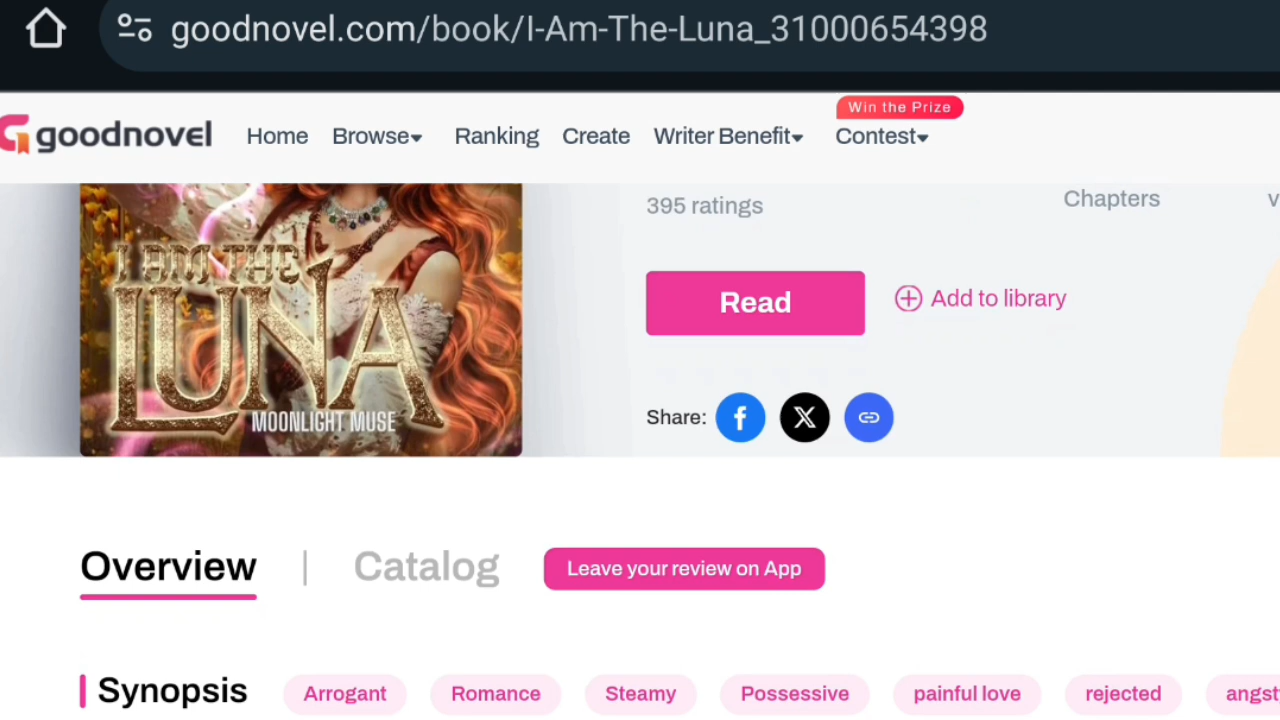 goodnovel.com/book/I-Am-The-Luna_31000654398
Win the Prize
goodnovel Home Browse Ranking Create Writer Benefit Contest
395 ratings
Chapters
v
Read
Add to library
I AM THE
LUNA
MOONLIGHT MUSE
Share:
Overview | Catalog
Leave your review on App
Synopsis
Arrogant Romance Steamy Possessive painful love rejected angst